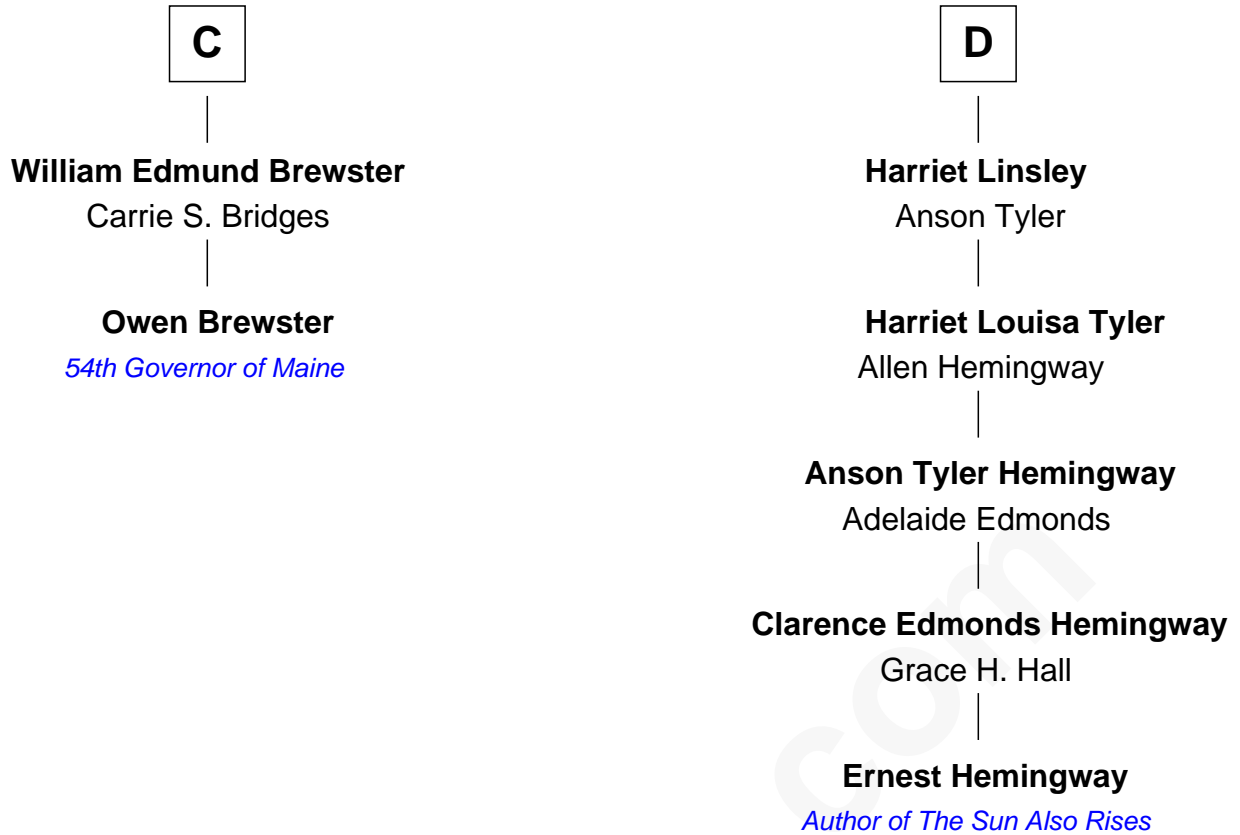 C
William Edmund Brewster
Carrie S. Bridges
Owen Brewster
54th Governor of Maine
D
Harriet Linsley
Anson Tyler
Harriet Louisa Tyler
Allen Hemingway
Anson Tyler Hemingway
Adelaide Edmonds
Clarence Edmonds Hemingway
Grace H. Hall
Ernest Hemingway
Author of The Sun Also Rises
com